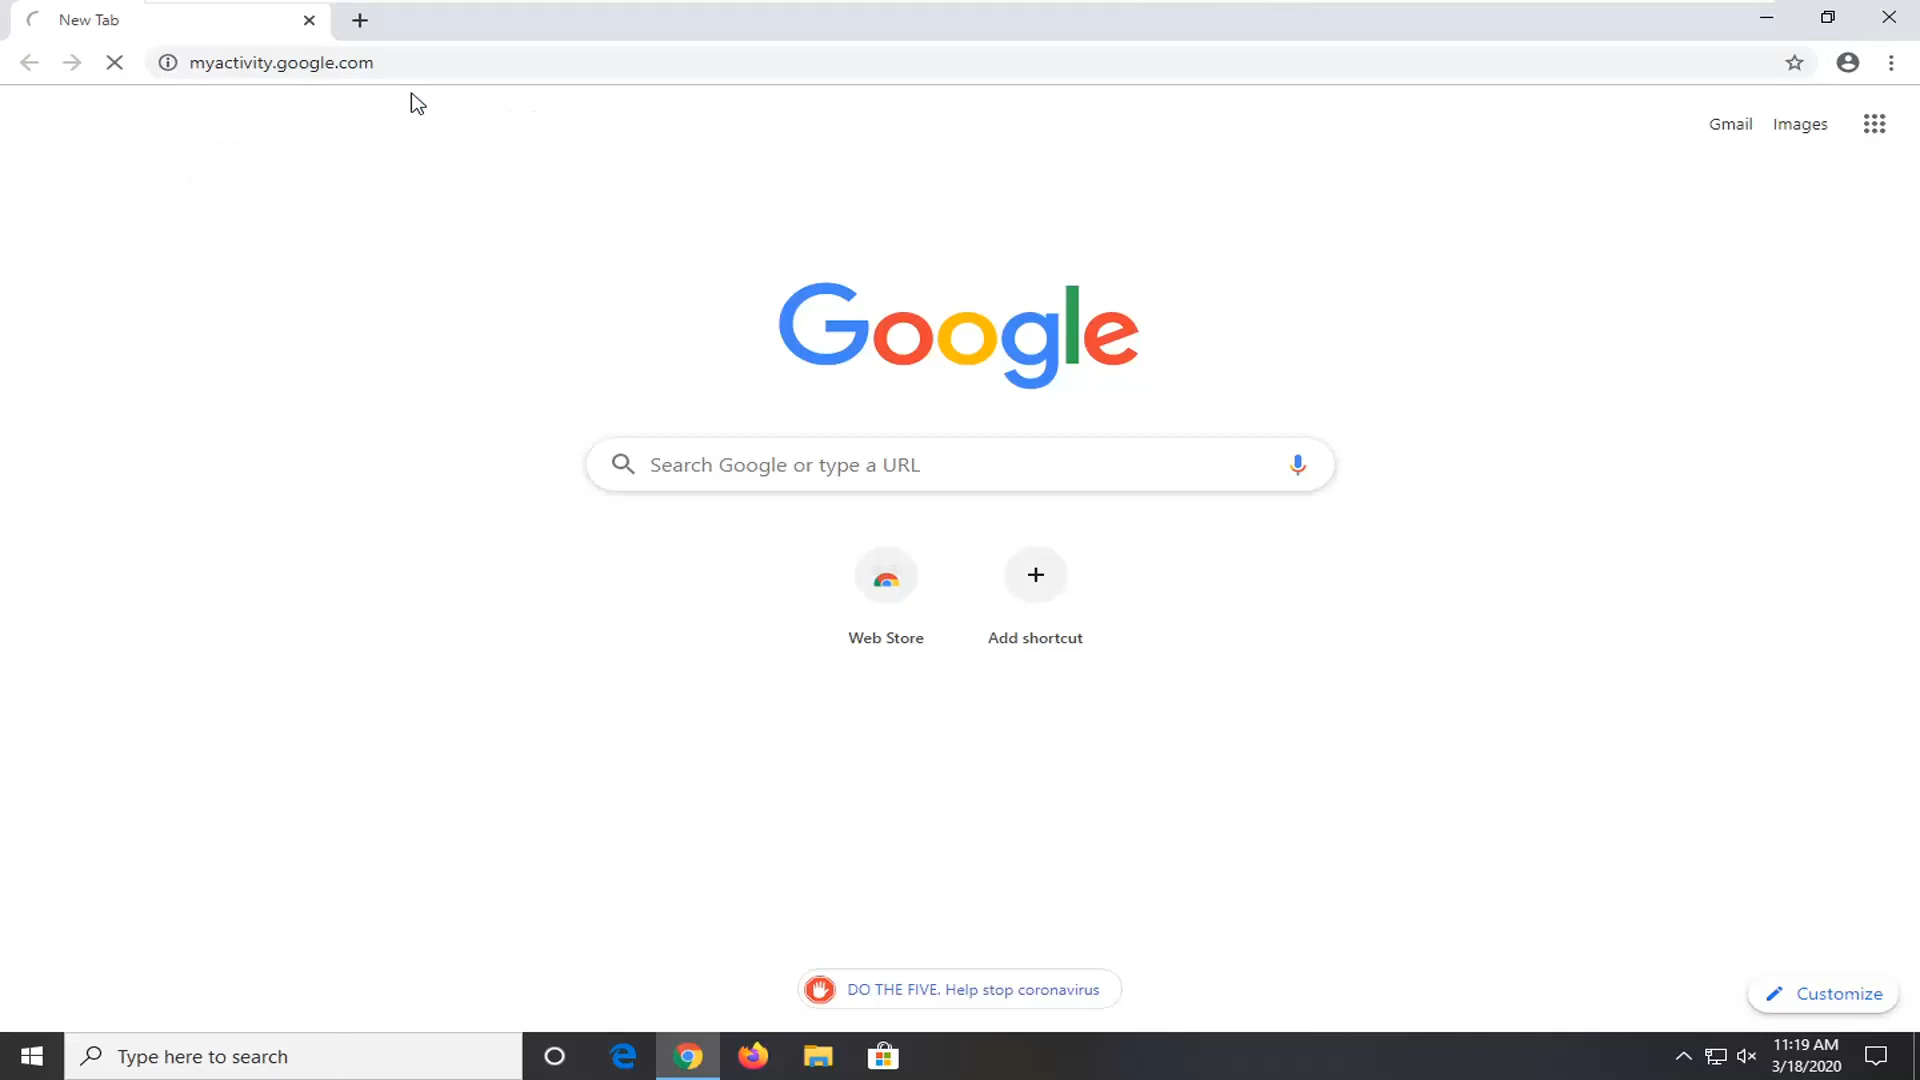 New Tab
myactivity.google.com
Gmail Images
Google
Search Google or type a URL
Web Store
Add shortcut
DO THE FIVE. Help stop coronavirus
Customize
Type here to search
11:19 AM
3/18/2020